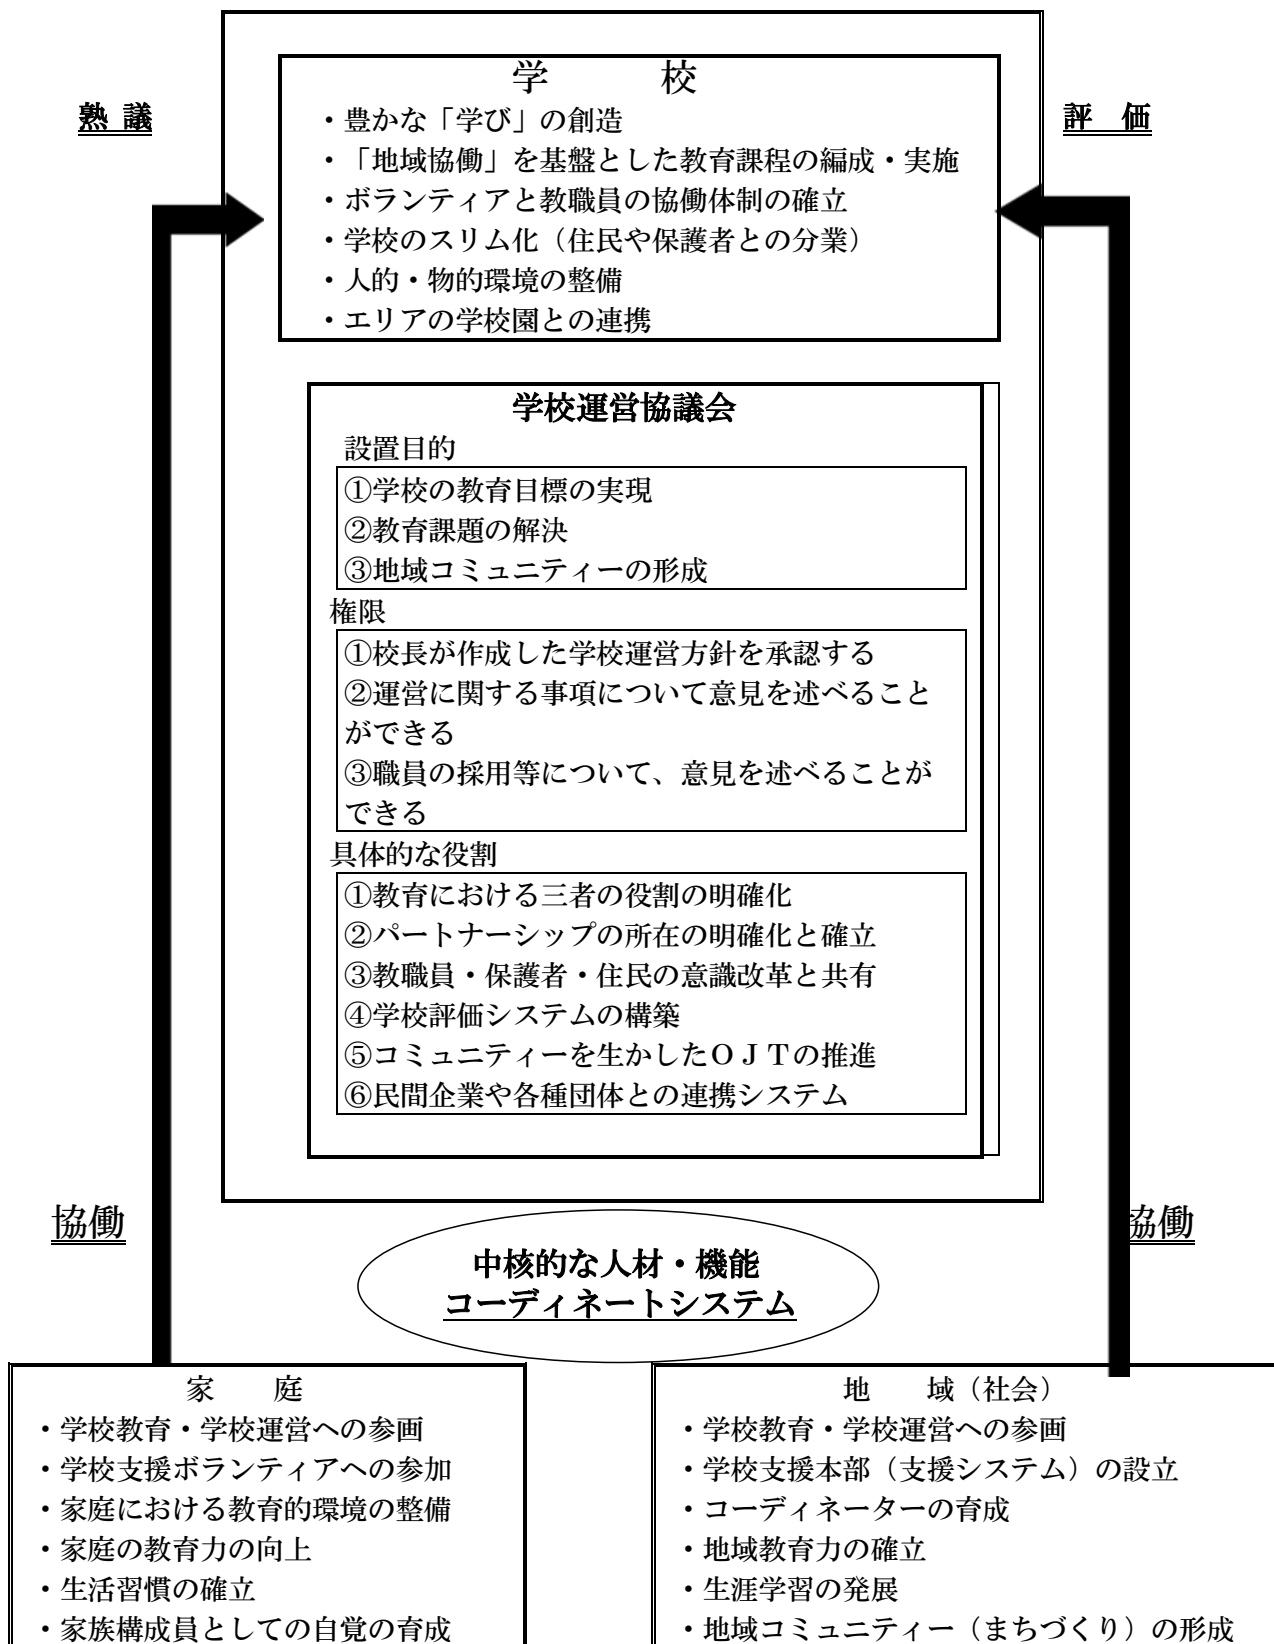 学　校
・豊かな「学び」の創造
・「地域協働」を基盤とした教育課程の編成・実施
・ボランティアと教職員の協働体制の確立
・学校のスリム化（住民や保護者との分業）
・人的・物的環境の整備
・エリアの学校園との連携
熟 議
評　価
学校運営協議会
設置目的
①学校の教育目標の実現
②教育課題の解決
③地域コミュニティーの形成
権限
①校長が作成した学校運営方針を承認する
②運営に関する事項について意見を述べること
ができる
③職員の採用等について、意見を述べることが
できる
具体的な役割
①教育における三者の役割の明確化
②パートナーシップの所在の明確化と確立
③教職員・保護者・住民の意識改革と共有
④学校評価システムの構築
⑤コミュニティーを生かしたＯＪＴの推進
⑥民間企業や各種団体との連携システム
協働
協働
中核的な人材・機能
コーディネートシステム
家　庭
・学校教育・学校運営への参画
・学校支援ボランティアへの参加
・家庭における教育的環境の整備
・家庭の教育力の向上
・生活習慣の確立
・家族構成員としての自覚の育成
地　域（社会）
・学校教育・学校運営への参画
・学校支援本部（支援システム）の設立
・コーディネーターの育成
・地域教育力の確立
・生涯学習の発展
・地域コミュニティー（まちづくり）の形成